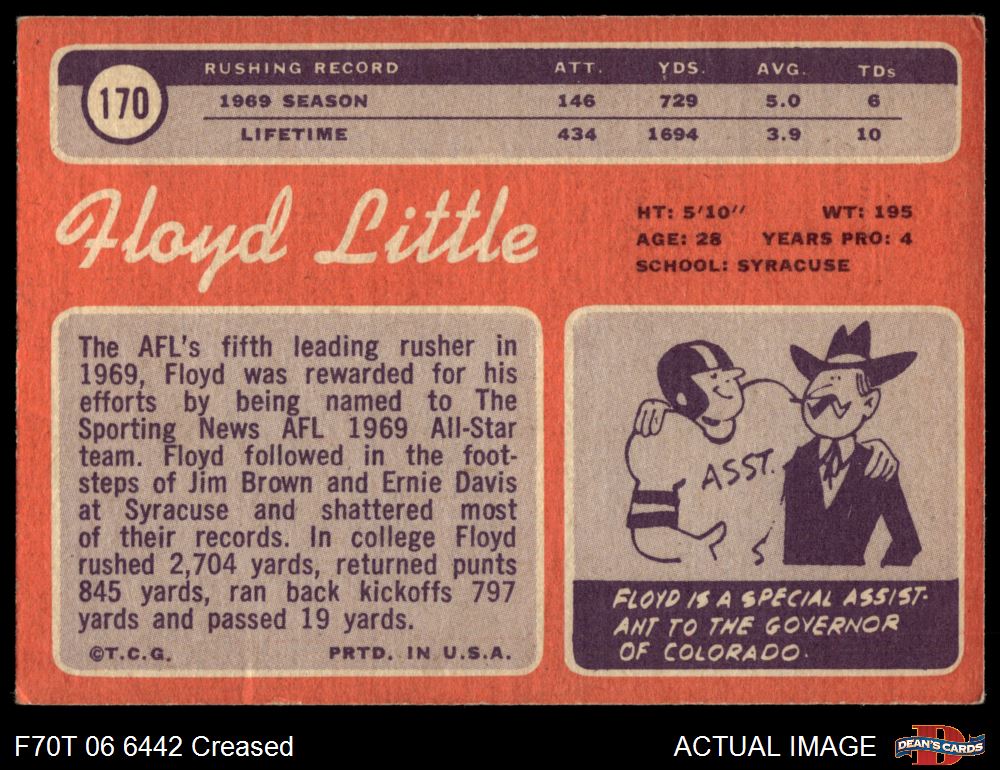 170
RUSHING RECORD ATT. YDS. AVG. TDs
1969 SEASON 146 729 5.0 6
LIFETIME 434 1694 3.9 10
Floyd Little
HT: 5'10" WT: 195
AGE: 28 YEARS PRO: 4
SCHOOL: SYRACUSE
The AFL's fifth leading rusher in
1969, Floyd was rewarded for his
efforts by being named to The
Sporting News AFL 1969 All-Star
team. Floyd followed in the foot-
steps of Jim Brown and Ernie Davis
at Syracuse and shattered most
of their records. In college Floyd
rushed 2,704 yards, returned punts
845 yards, ran back kickoffs 797
yards and passed 19 yards.
©T.C.G. PRTD. IN U.S.A.
ASST.
FLOYD IS A SPECIAL ASSIST-
ANT TO THE GOVERNOR
OF COLORADO.
F70T 06 6442 Creased
ACTUAL IMAGE
DEAN'S CARDS